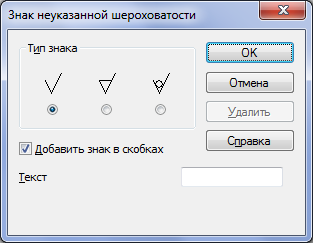 Знак неуказанной шероховатости
Тип знака
OK
Отмена
Удалить
Справка
Добавить знак в скобках
Текст